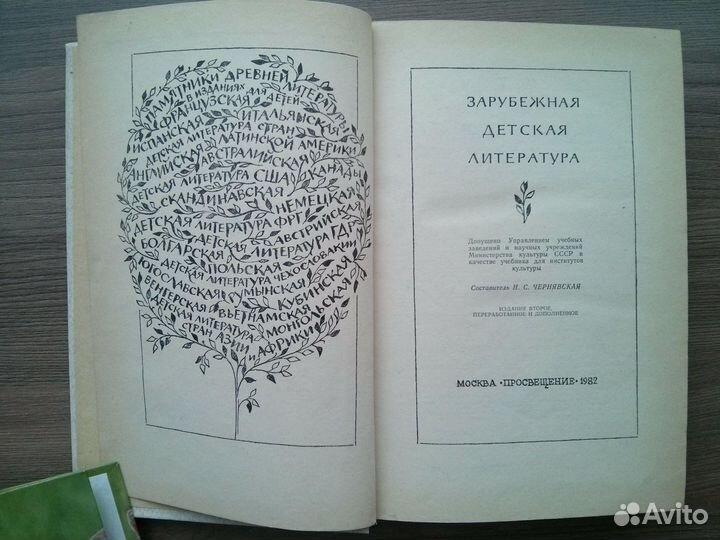 ПАМЯТНИКИ ДРЕВНЕЙ ЛИТЕРАТУРЫ
В ИЗДАНИЯХ ДЛЯ ДЕТЕЙ
ФРАНЦУЗСКАЯ
ИТАЛЬЯНСКАЯ
ИСПАНСКАЯ
ДЕТСКАЯ ЛИТЕРАТУРА СТРАН
ЛАТИНСКОЙ АМЕРИКИ
АНГЛИЙСКАЯ
АВСТРАЛИЙСКАЯ
КАНАДЫ
ДЕТСКАЯ ЛИТЕРАТУРА США
СКАНДИНАВСКАЯ
НЕМЕЦКАЯ
ДЕТСКАЯ ЛИТЕРАТУРА ФРГ
АВСТРИЙСКАЯ
ДЕТСКАЯ ЛИТЕРАТУРА ГДР
БОЛГАРСКАЯ
ПОЛЬСКАЯ
ДЕТСКАЯ ЛИТЕРАТУРА ЧЕХОСЛОВАКИИ
ЮГОСЛАВСКАЯ
РУМЫНСКАЯ
КУБИНСКАЯ
ВЕНГЕРСКАЯ
ВЬЕТНАМСКАЯ
МОНГОЛЬСКАЯ
ДЕТСКАЯ ЛИТЕРАТУРА
СТРАН АЗИИ
И АФРИКИ
ЗАРУБЕЖНАЯ
ДЕТСКАЯ
ЛИТЕРАТУРА
Допущено Управлением учебных
заведений и научных учреждений
Министерства культуры СССР в
качестве учебника для институтов
культуры
Составитель И. С. ЧЕРНЯВСКАЯ
ИЗДАНИЕ ВТОРОЕ,
ПЕРЕРАБОТАННОЕ И ДОПОЛНЕННОЕ
МОСКВА • ПРОСВЕЩЕНИЕ • 1982
Avito